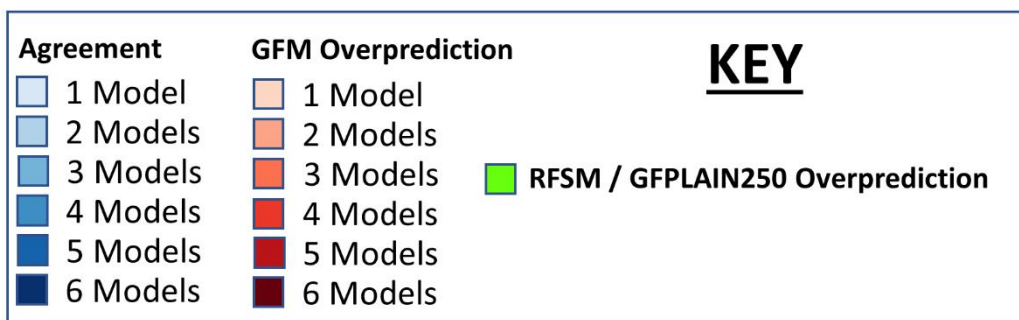 Agreement
1 Model
2 Models
3 Models
4 Models
5 Models
6 Models
GFM Overprediction
1 Model
2 Models
3 Models
4 Models
5 Models
6 Models
KEY
RFSM / GFPLAIN250 Overprediction